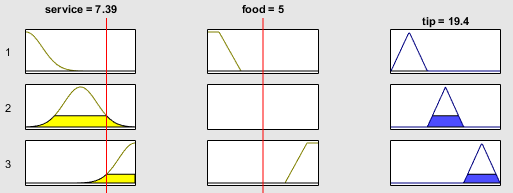 service = 7.39
food = 5
tip = 19.4
1
2
3